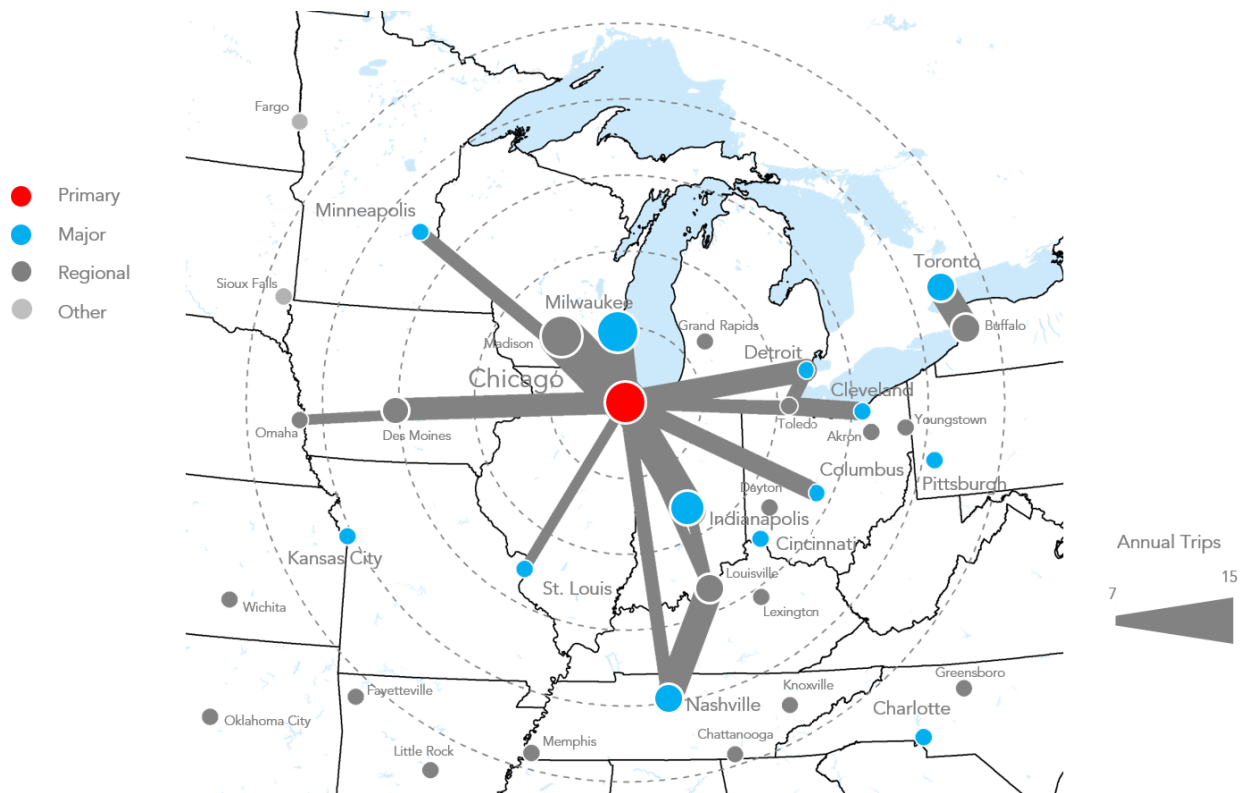 Primary
Major
Regional
Other
Fargo
Minneapolis
Sioux Falls
Milwaukee
Madison
Grand Rapids
Toronto
Buffalo
Detroit
Chicago
Cleveland
Omaha
Des Moines
Toledo
Akron
Youngstown
Columbus
Pittsburgh
Dayton
Indianapolis
Cincinnati
Kansas City
St. Louis
Louisville
Lexington
Wichita
Fayetteville
Oklahoma City
Nashville
Knoxville
Greensboro
Charlotte
Little Rock
Memphis
Chattanooga
Annual Trips
7
15